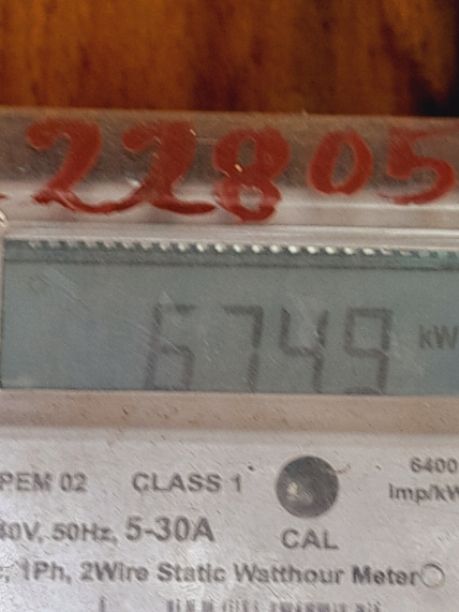 22805
6749 kW
PEM 02 CLASS 1 6400
imp/kW
30V, 50Hz, 5-30A CAL
1Ph, 2Wire Static Watthour Meter